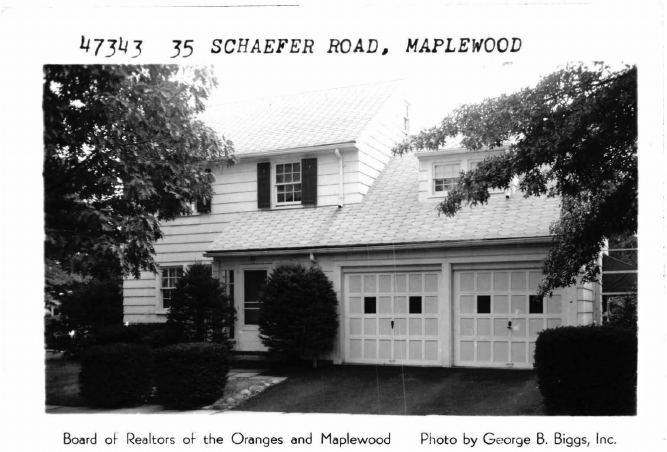 47343 35 SCHAEFER ROAD, MAPLEWOOD
Board of Realtors of the Oranges and Maplewood Photo by George B. Biggs, Inc.